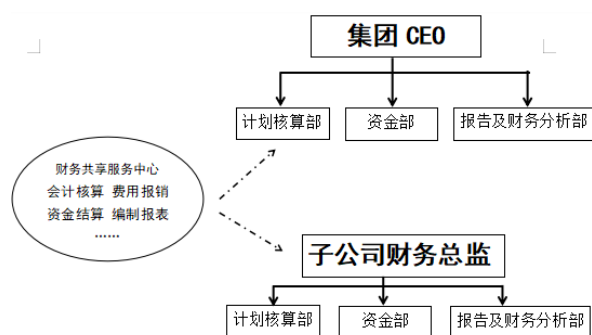 集团 CEO
计划核算部 资金部 报告及财务分析部
财务共享服务中心
会计核算 费用报销
资金结算 编制报表
......
子公司财务总监
计划核算部 资金部 报告及财务分析部